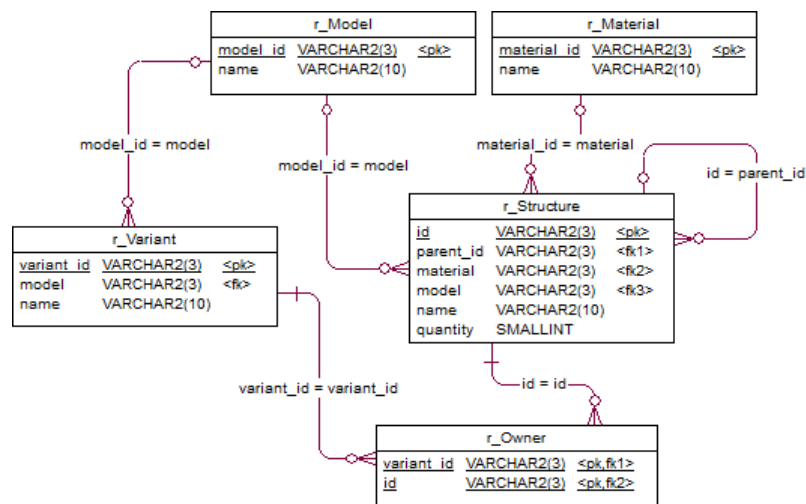 r_Model
model_id VARCHAR2(3) <pk>
name VARCHAR2(10)
r_Material
material_id VARCHAR2(3) <pk>
name VARCHAR2(10)
model_id = model
model_id = model
material_id = material
id = parent_id
r_Variant
variant_id VARCHAR2(3) <pk>
model VARCHAR2(3) <fk>
name VARCHAR2(10)
r_Structure
id VARCHAR2(3) <pk>
parent_id VARCHAR2(3) <fk1>
material VARCHAR2(3) <fk2>
model VARCHAR2(3) <fk3>
name VARCHAR2(10)
quantity SMALLINT
variant_id = variant_id
id = id
r_Owner
variant_id VARCHAR2(3) <pk,fk1>
id VARCHAR2(3) <pk,fk2>